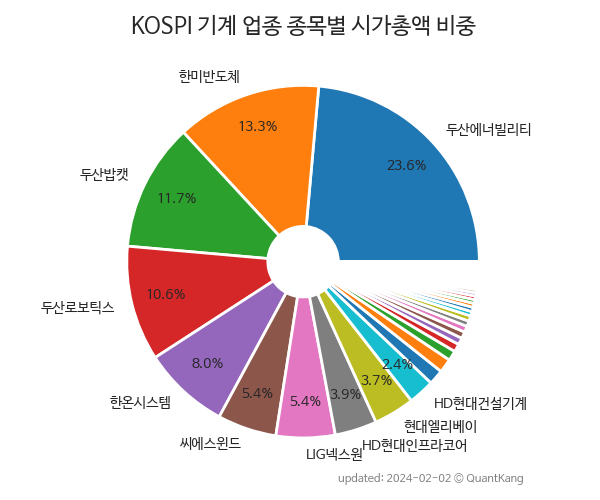 KOSPI 기계 업종 종목별 시가총액 비중
한미반도체
13.3%
두산에너빌리티
23.6%
두산밥캣
11.7%
두산로보틱스
10.6%
한온시스템
8.0%
씨에스윈드
5.4%
LIG넥스원
5.4%
HD현대인프라코어
3.9%
현대엘리베이
3.7%
HD현대건설기계
2.4%
updated: 2024-02-02 ⓒ QuantKang